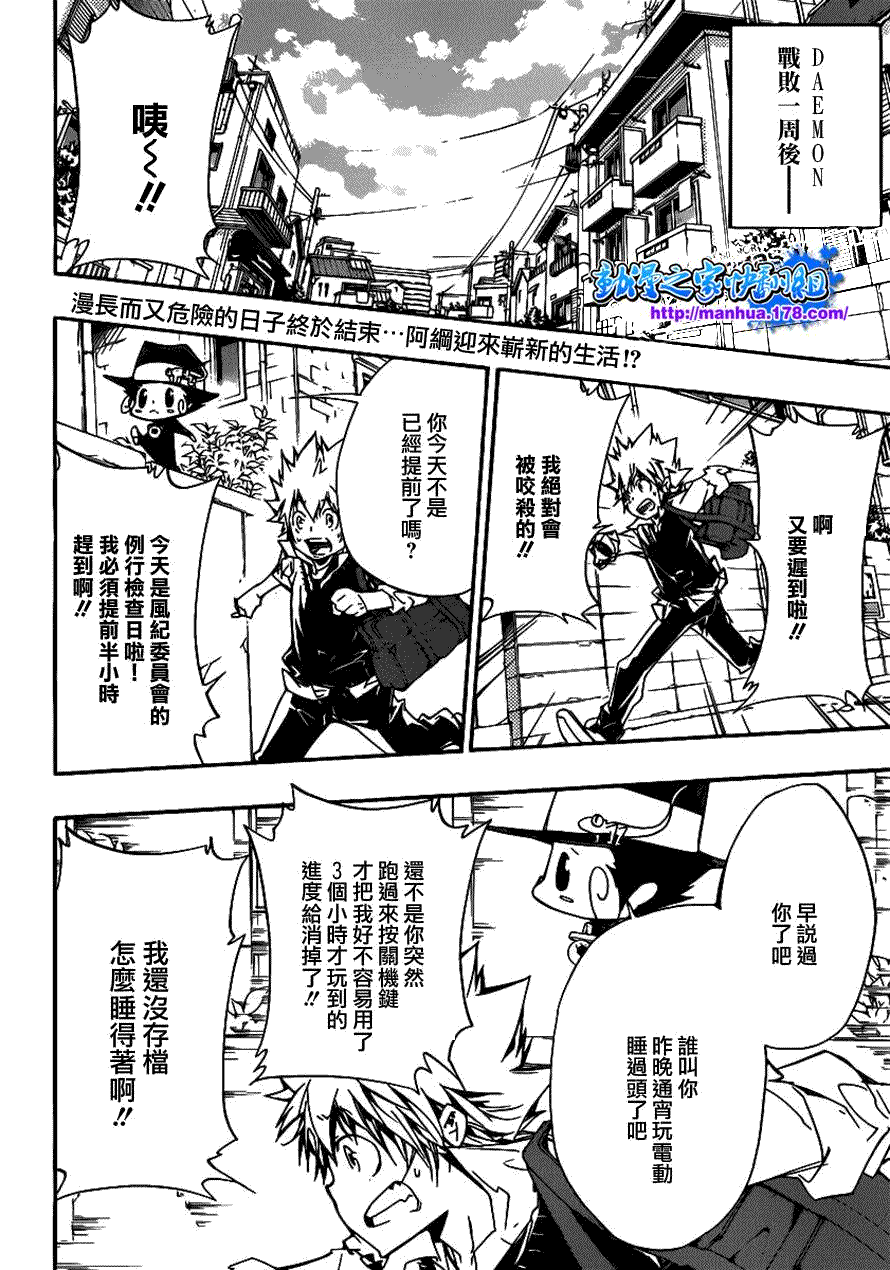 DAEMON
戰敗一周後——
咦～!!
動漫之家快翻組
http://manhua.178.com/
漫長而又危險的日子終於結束…阿綱迎來嶄新的生活!?
啊
又要遲到啦!!
我絕對會
被咬殺的!!
你今天不是
已經提前了嗎?
今天是風紀委員會的
例行檢查日啦!
我必須提前半小時
趕到啊!!
早説過
你了吧
誰叫你
昨晚通宵玩電動
睡過頭了吧
還不是你突然
跑過來按關機鍵
才把我好不容易用了
3個小時才玩到的
進度給消掉了!!
我還沒存檔
怎麼睡得著啊!!